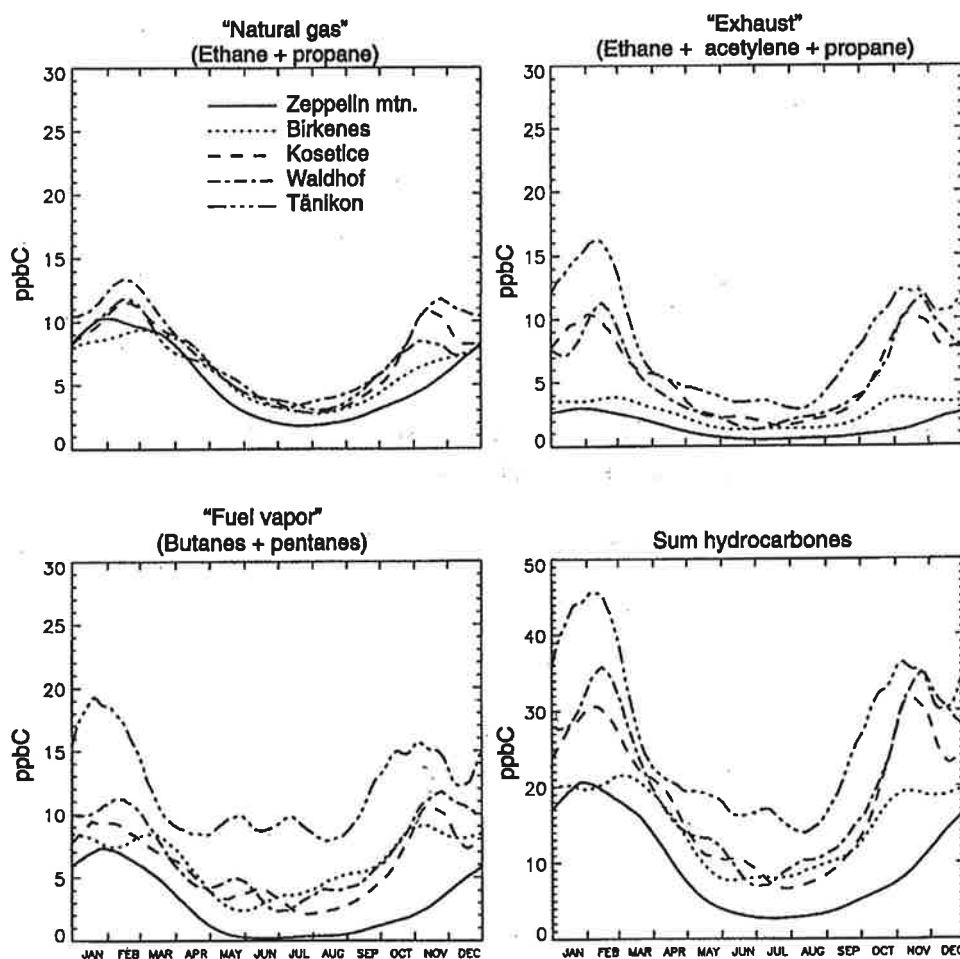 "Natural gas"
(Ethane + propane)
30
25
20
15
10
5
0
ppbC
Zeppelin mtn.
Birkenes
Kosetice
Waldhof
Tänikon
"Exhaust"
(Ethane + acetylene + propane)
30
25
20
15
10
5
0
ppbC
"Fuel vapor"
(Butanes + pentanes)
30
25
20
15
10
5
0
ppbC
JAN FEB MAR APR MAY JUN JUL AUG SEP OCT NOV DEC
Sum hydrocarbones
50
40
30
20
10
0
ppbC
JAN FEB MAR APR MAY JUN JUL AUG SEP OCT NOV DEC